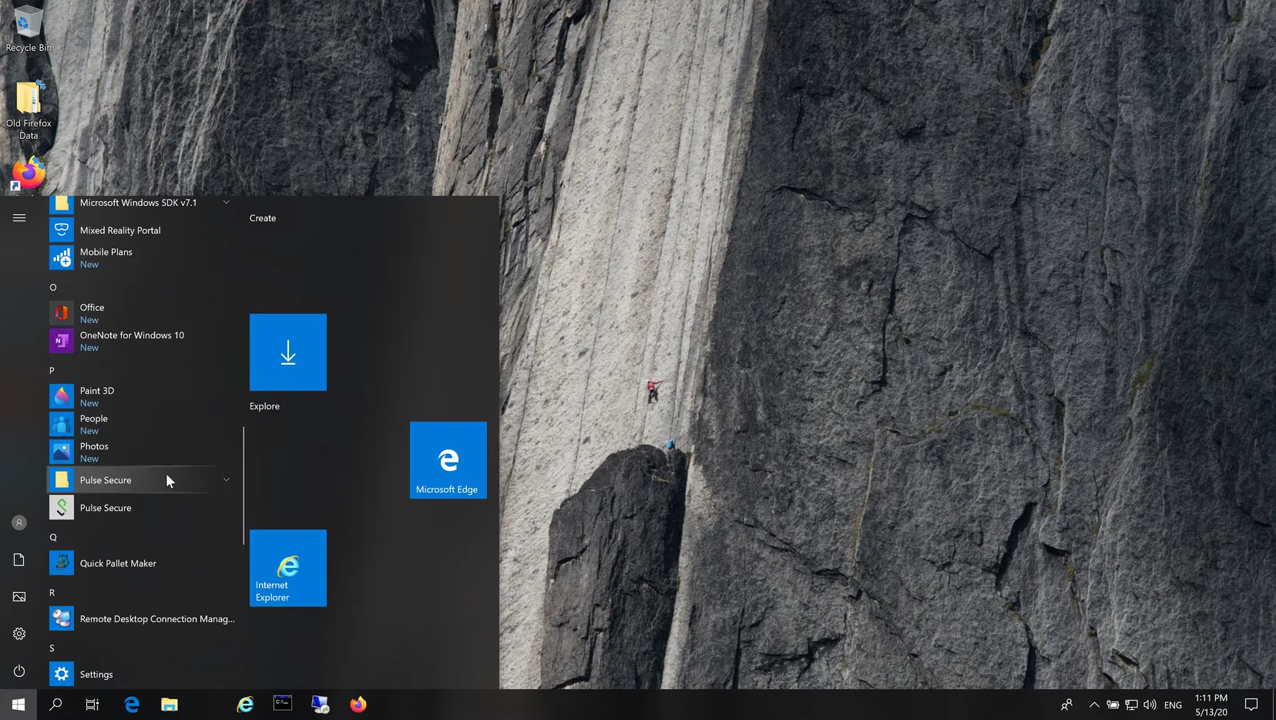 Recycle Bin
Old Firefox
Data
Microsoft Windows SDK v7.1
Create
Mixed Reality Portal
Mobile Plans
New
O
Office
New
OneNote for Windows 10
New
P
Paint 3D
New
Explore
People
New
Photos
New
Pulse Secure
Microsoft Edge
Pulse Secure
Q
Quick Pallet Maker
Internet
Explorer
R
Remote Desktop Connection Manag...
S
Settings
C:\_
ENG
1:11 PM
5/13/20